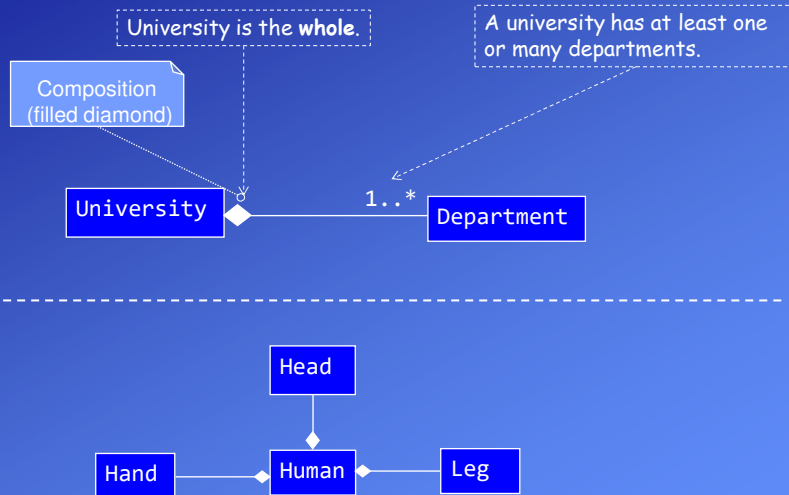 University is the whole.
A university has at least one
or many departments.
Composition
(filled diamond)
University
1..*
Department
Head
Hand
Human
Leg